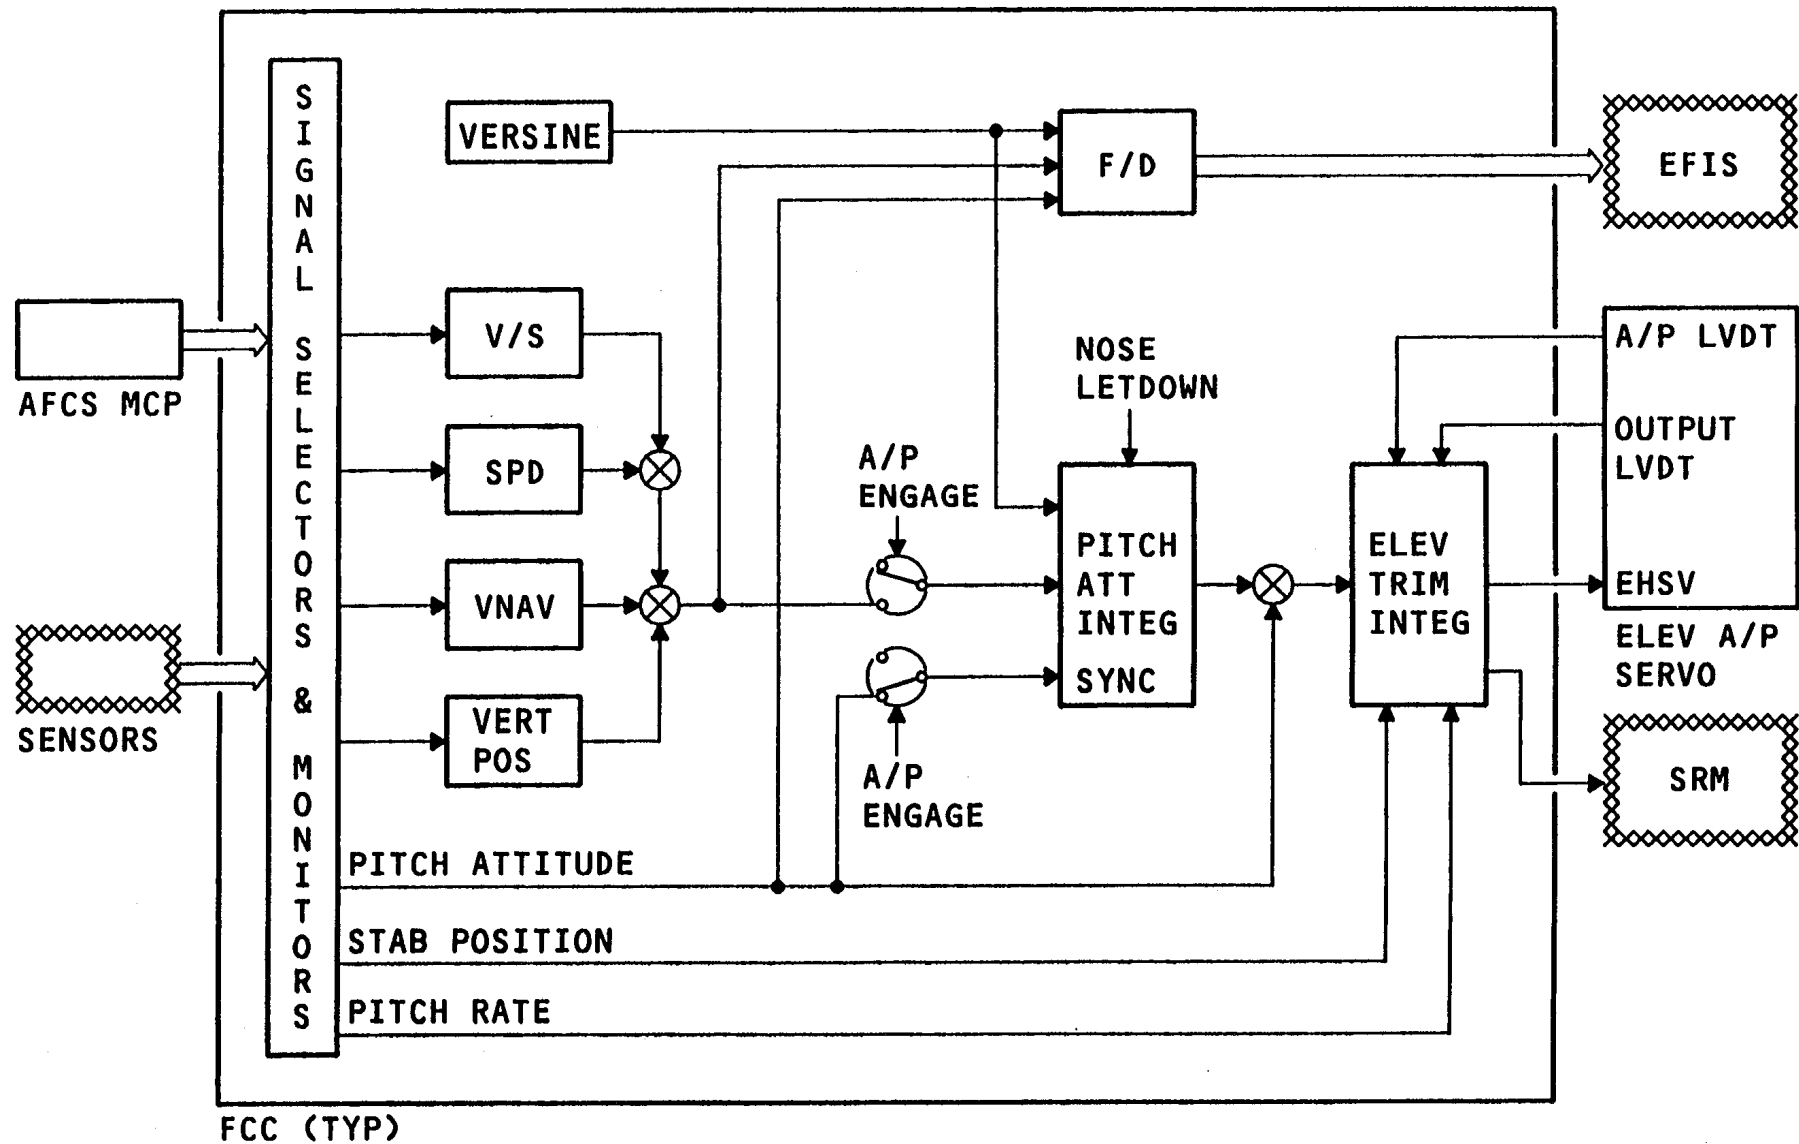 SIGNAL SELECTORS & MONITORS
VERSINE
F/D
EFIS
V/S
A/P LVDT
NOSE
LETDOWN
AFCS MCP
OUTPUT
LVDT
SPD
A/P
ENGAGE
PITCH
ATT
INTEG
SYNC
ELEV
TRIM
INTEG
EHSV
VNAV
ELEV A/P
SERVO
VERT
POS
SENSORS
A/P
ENGAGE
SRM
PITCH ATTITUDE
STAB POSITION
PITCH RATE
FCC (TYP)